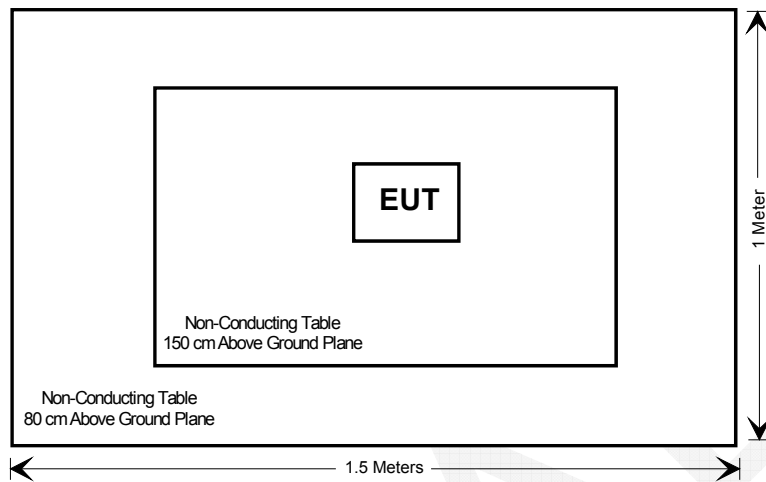 EUT
1 Meter
Non-Conducting Table
150 cm Above Ground Plane
Non-Conducting Table
80 cm Above Ground Plane
1.5 Meters